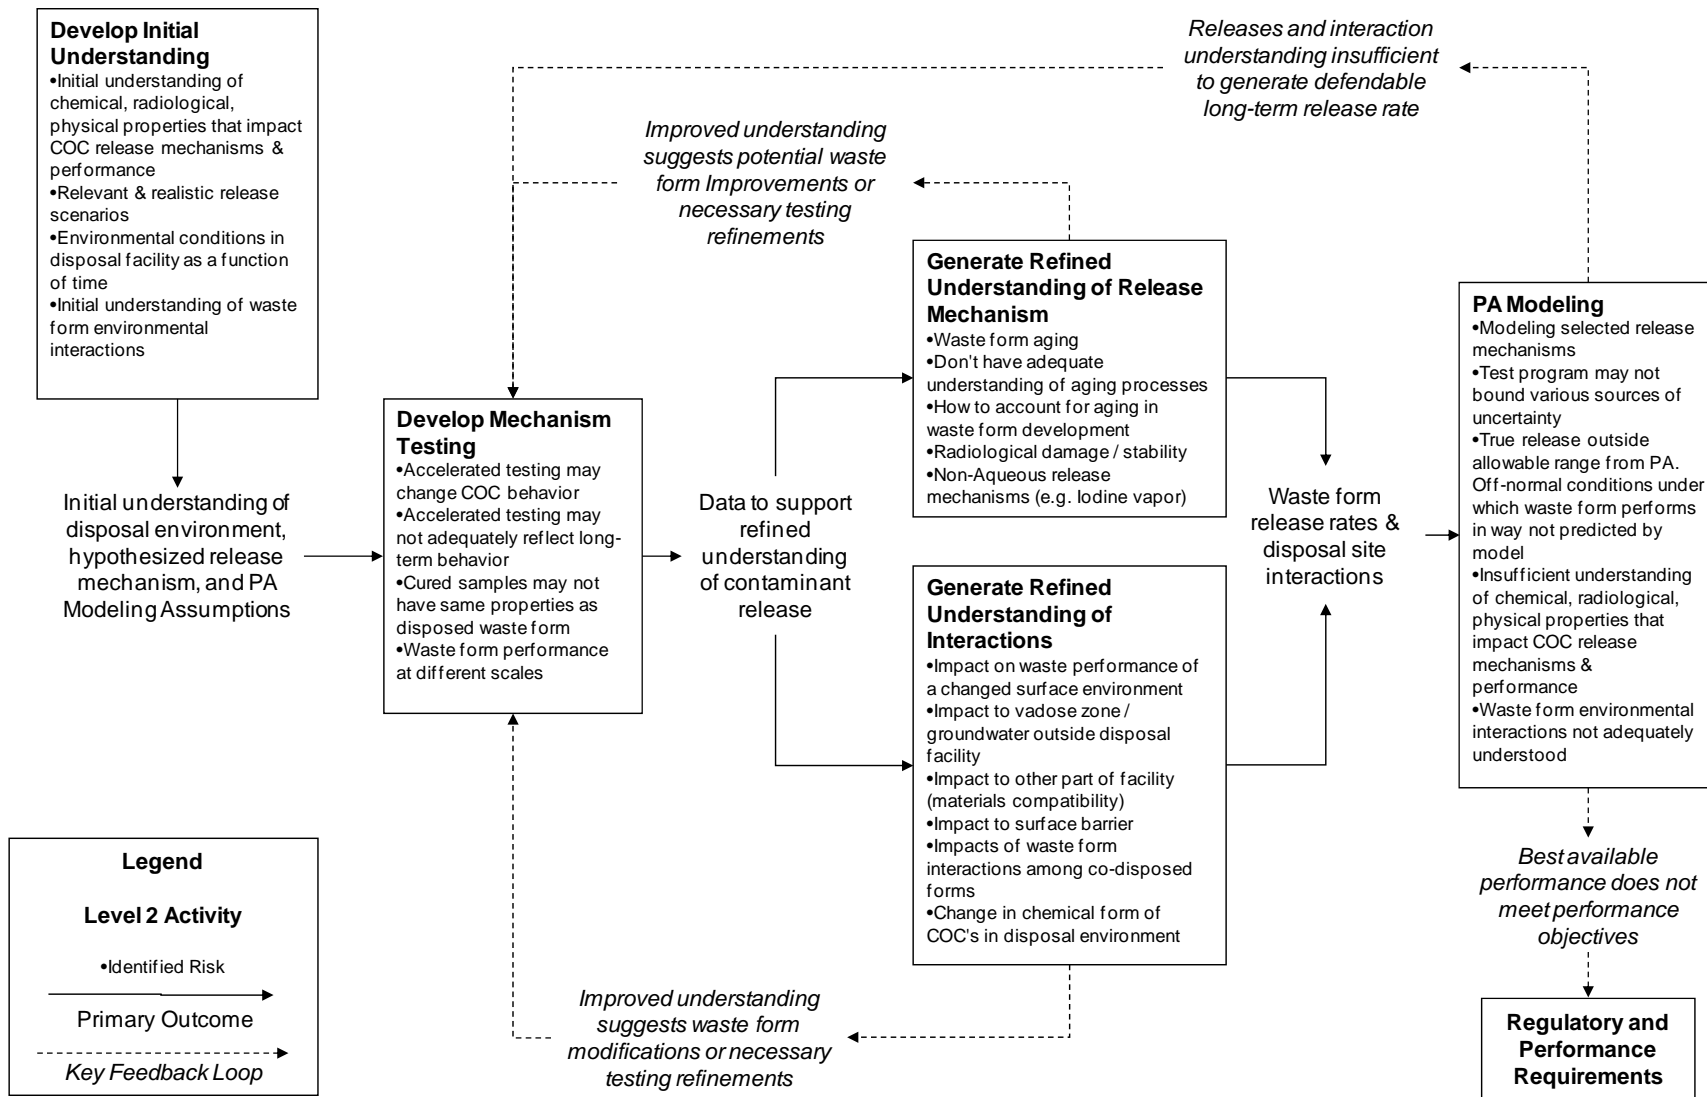 Develop Initial
Understanding
•Initial understanding of
chemical, radiological,
physical properties that impact
COC release mechanisms &
performance
•Relevant & realistic release
scenarios
•Environmental conditions in
disposal facility as a function
of time
•Initial understanding of waste
form environmental
interactions
Initial understanding of
disposal environment,
hypothesized release
mechanism, and PA
Modeling Assumptions
Develop Mechanism
Testing
•Accelerated testing may
change COC behavior
•Accelerated testing may
not adequately reflect long-
term behavior
•Cured samples may not
have same properties as
disposed waste form
•Waste form performance
at different scales
Improved understanding
suggests potential waste
form Improvements or
necessary testing
refinements
Releases and interaction
understanding insufficient
to generate defendable
long-term release rate
Data to support
refined
understanding
of contaminant
release
Generate Refined
Understanding of Release
Mechanism
•Waste form aging
•Don't have adequate
understanding of aging processes
•How to account for aging in
waste form development
•Radiological damage / stability
•Non-Aqueous release
mechanisms (e.g. Iodine vapor)
Generate Refined
Understanding of
Interactions
•Impact on waste performance of
a changed surface environment
•Impact to vadose zone /
groundwater outside disposal
facility
•Impact to other part of facility
(materials compatibility)
•Impact to surface barrier
•Impacts of waste form
interactions among co-disposed
forms
•Change in chemical form of
COC's in disposal environment
Improved understanding
suggests waste form
modifications or necessary
testing refinements
Waste form
release rates &
disposal site
interactions
PA Modeling
•Modeling selected release
mechanisms
•Test program may not
bound various sources of
uncertainty
•True release outside
allowable range from PA.
Off-normal conditions under
which waste form performs
in way not predicted by
model
•Insufficient understanding
of chemical, radiological,
physical properties that
impact COC release
mechanisms &
performance
•Waste form environmental
interactions not adequately
understood
Best available
performance does not
meet performance
objectives
Regulatory and
Performance
Requirements
Legend
Level 2 Activity
•Identified Risk
Primary Outcome
Key Feedback Loop